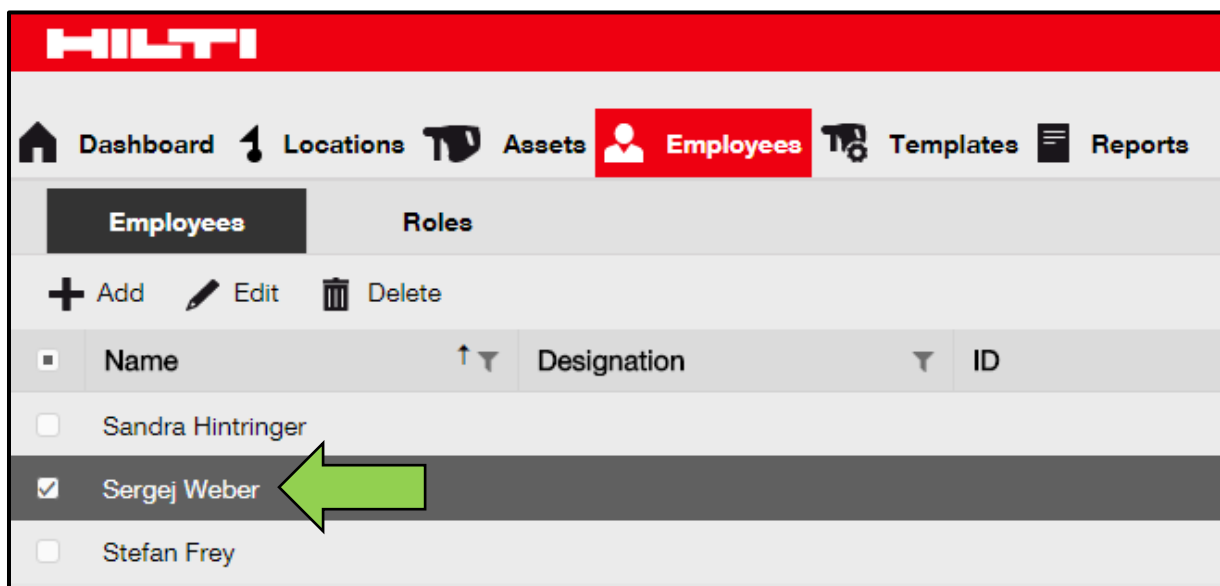 HILTI
Dashboard Locations Assets Employees Templates Reports
Employees Roles
Add Edit Delete
Name Designation ID
Sandra Hintringer
Sergej Weber
Stefan Frey